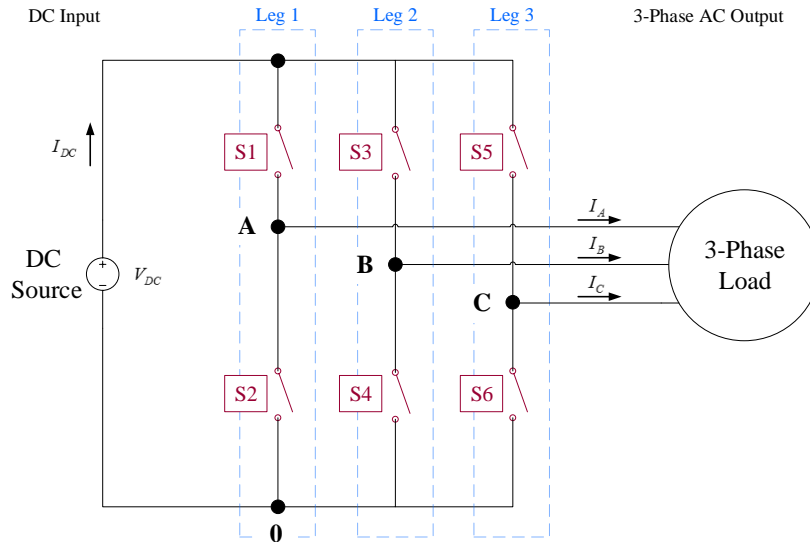 DC Input
Leg 1
Leg 2
Leg 3
3-Phase AC Output
I_DC
S1
S3
S5
A
I_A
B
I_B
3-Phase
Load
DC
Source
+
−
V_DC
C
I_C
S2
S4
S6
0